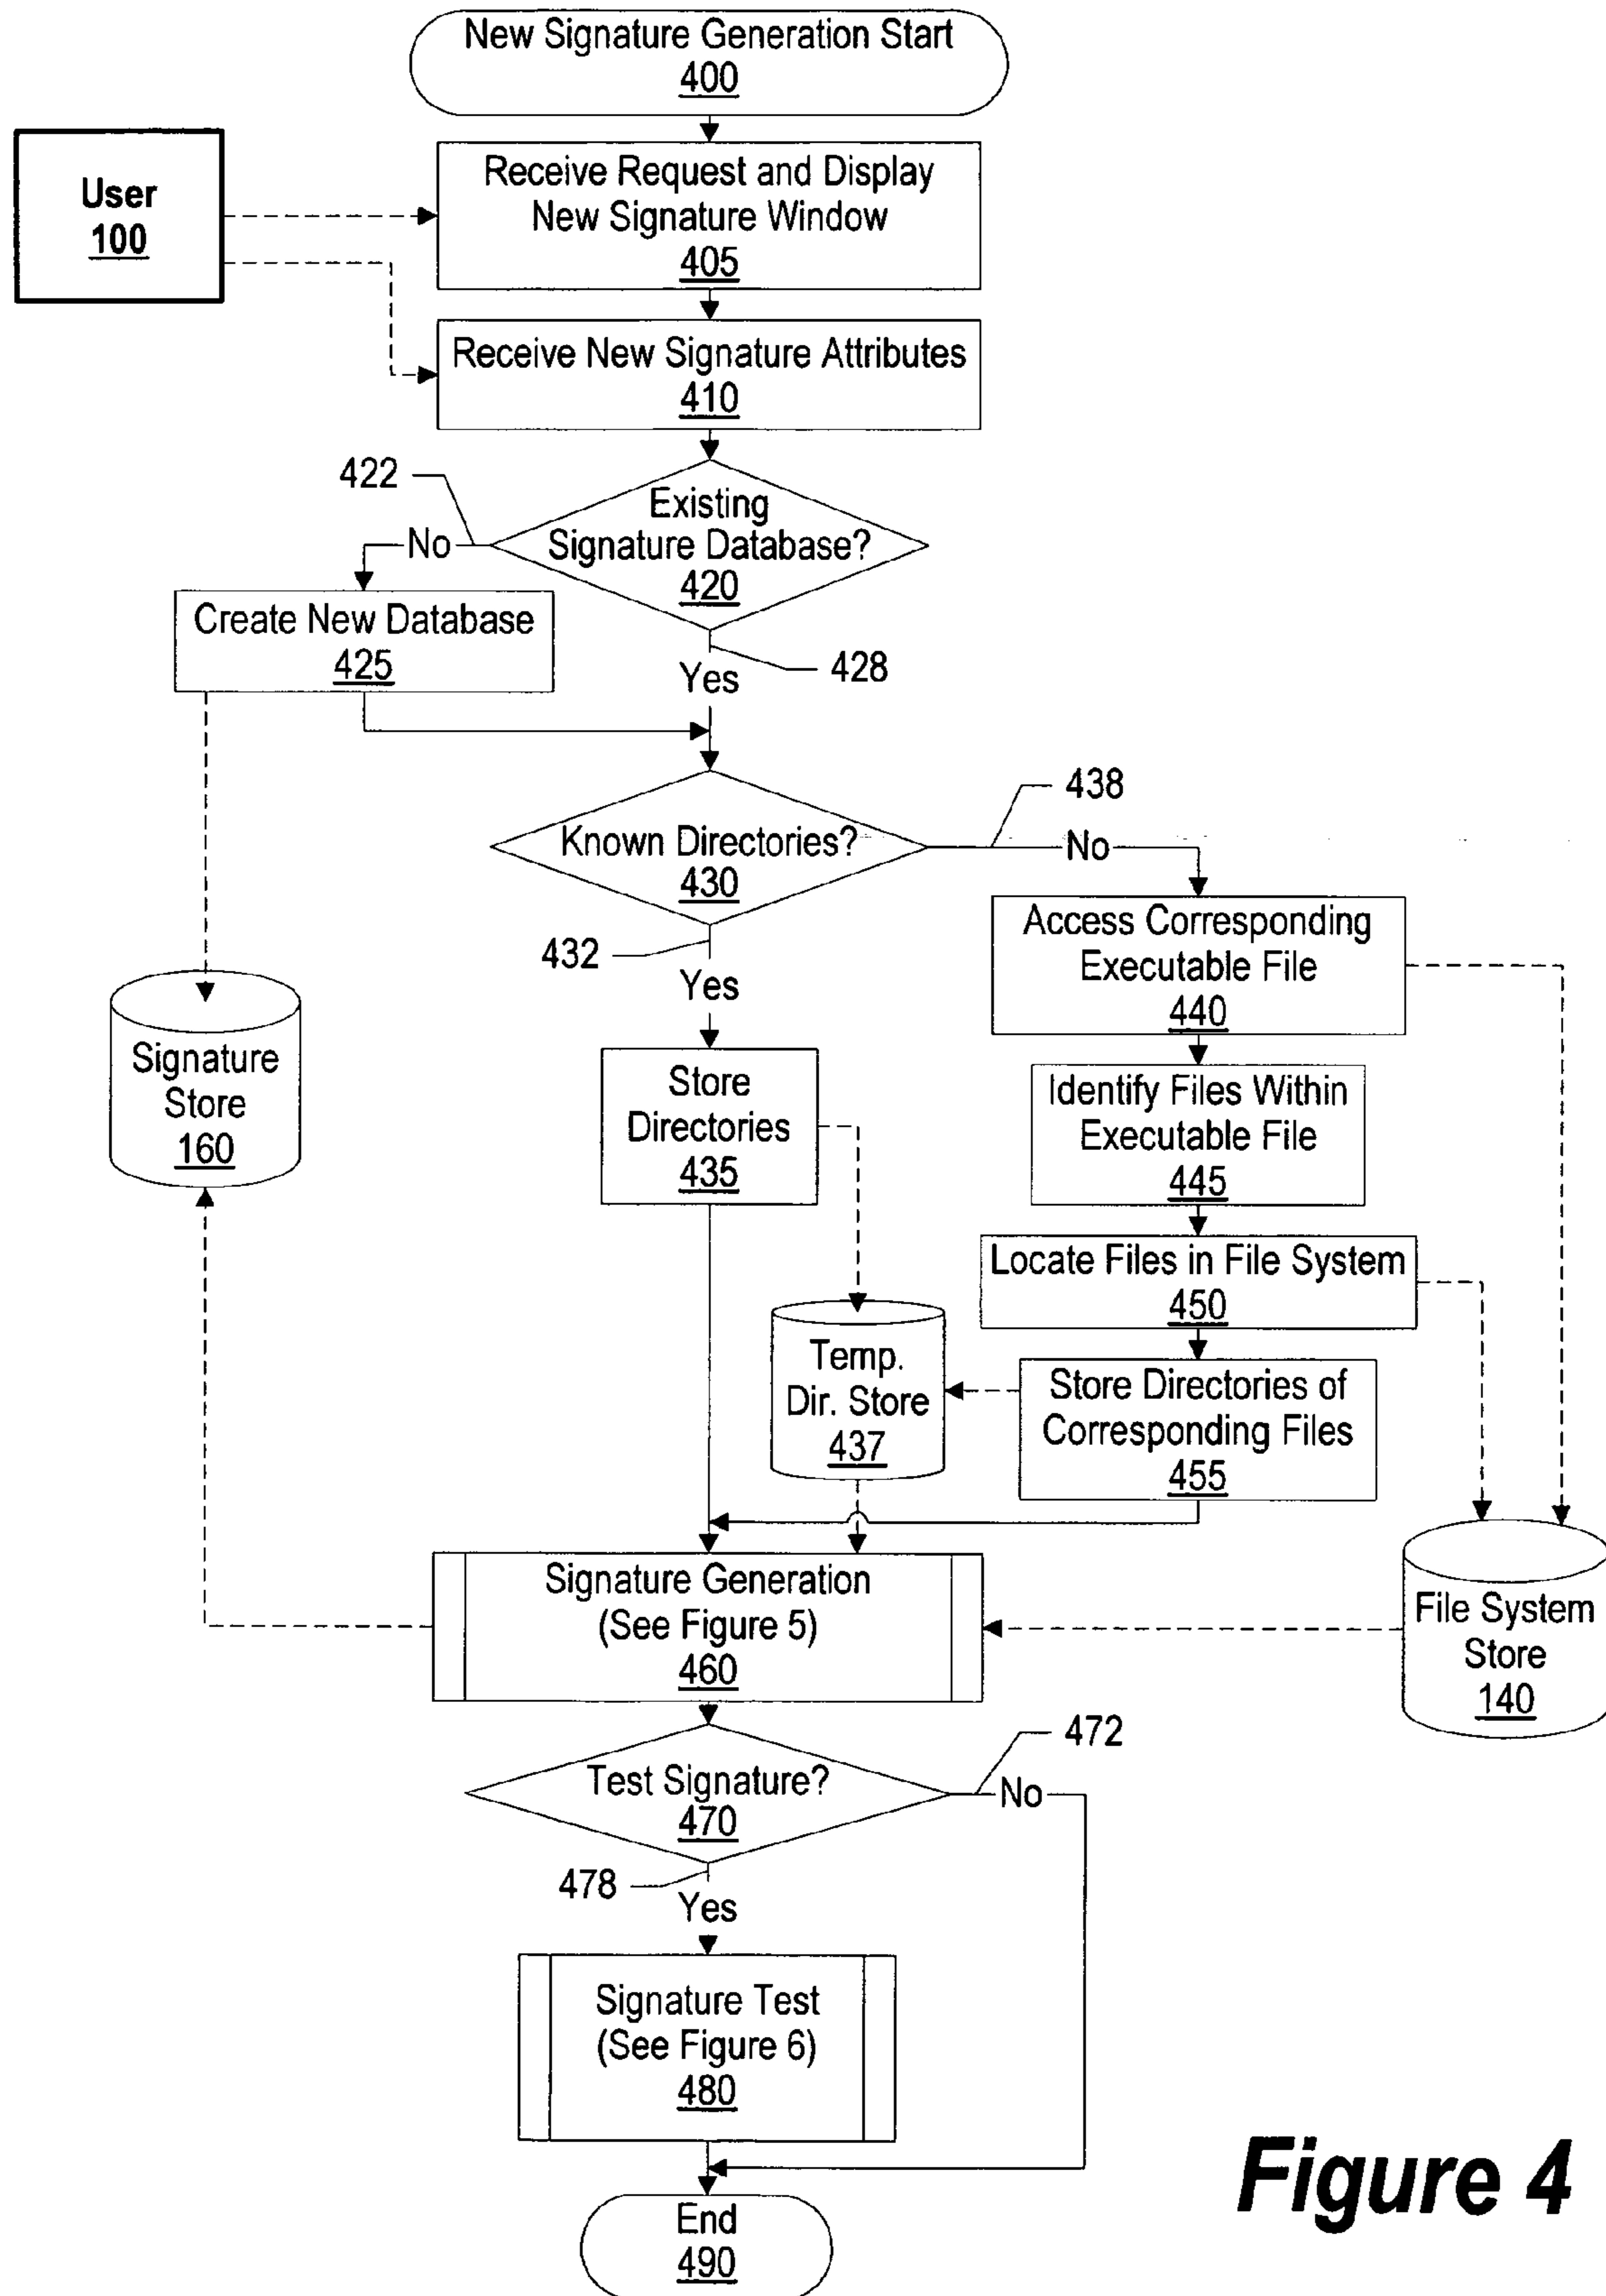 New Signature Generation Start
400
User
100
Receive Request and Display
New Signature Window
405
Receive New Signature Attributes
410
422
Existing
Signature Database?
420
No
Create New Database
425
428
Yes
438
Known Directories?
430
No
432
Yes
Access Corresponding
Executable File
440
Signature
Store
160
Store
Directories
435
Identify Files Within
Executable File
445
Locate Files in File System
450
Temp.
Dir. Store
437
Store Directories of
Corresponding Files
455
Signature Generation
(See Figure 5)
460
File System
Store
140
472
Test Signature?
470
No
478
Yes
Signature Test
(See Figure 6)
480
End
490
Figure 4